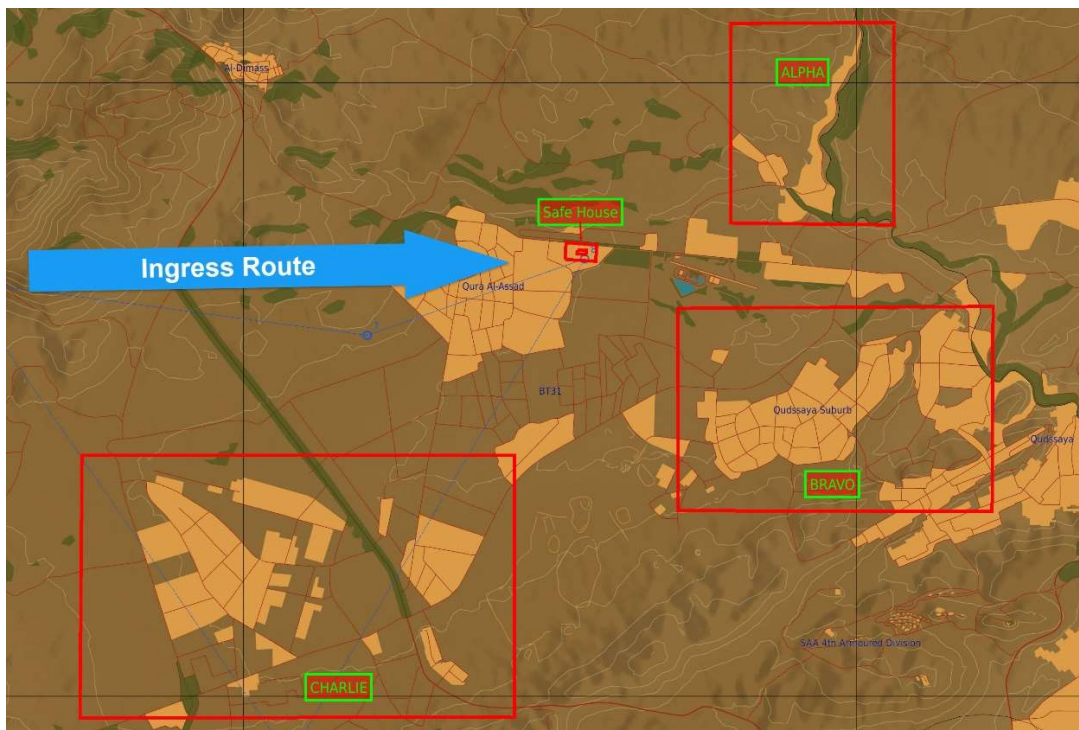 Al-Dimass
ALPHA
Safe House
Ingress Route
Qura Al-Assad
BT31
Qudssaya Suburb
Qudssaya
BRAVO
SAA 4th Armoured Division
CHARLIE